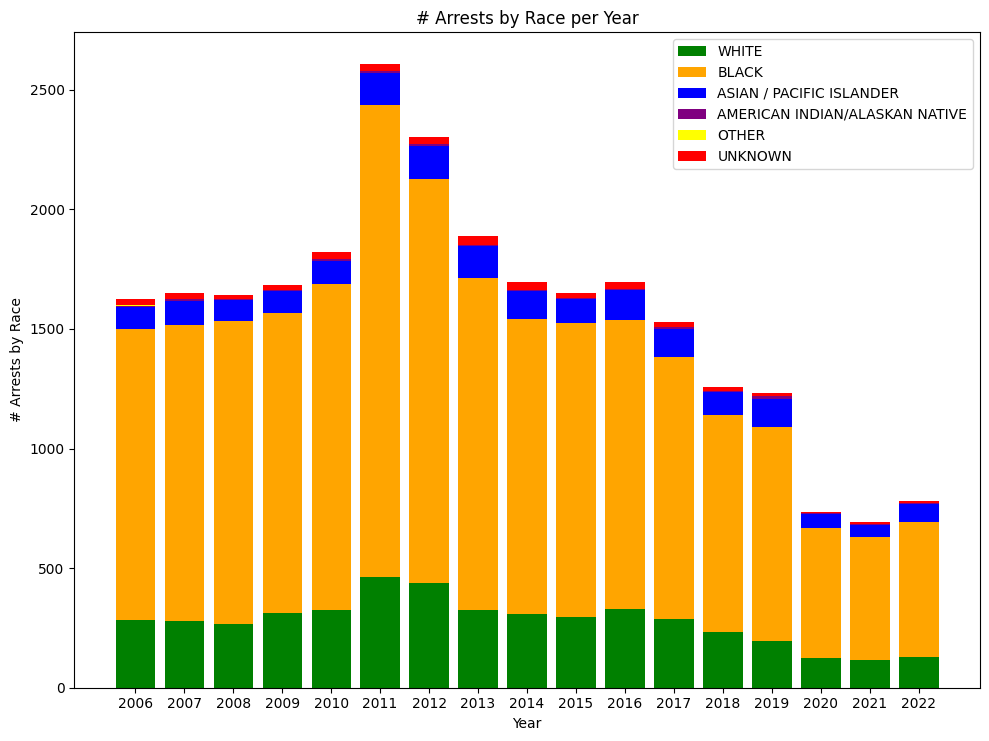 # Arrests by Race per Year
WHITE
BLACK
ASIAN / PACIFIC ISLANDER
AMERICAN INDIAN/ALASKAN NATIVE
OTHER
UNKNOWN
# Arrests by Race
2500
2000
1500
1000
500
0
2006 2007 2008 2009 2010 2011 2012 2013 2014 2015 2016 2017 2018 2019 2020 2021 2022
Year